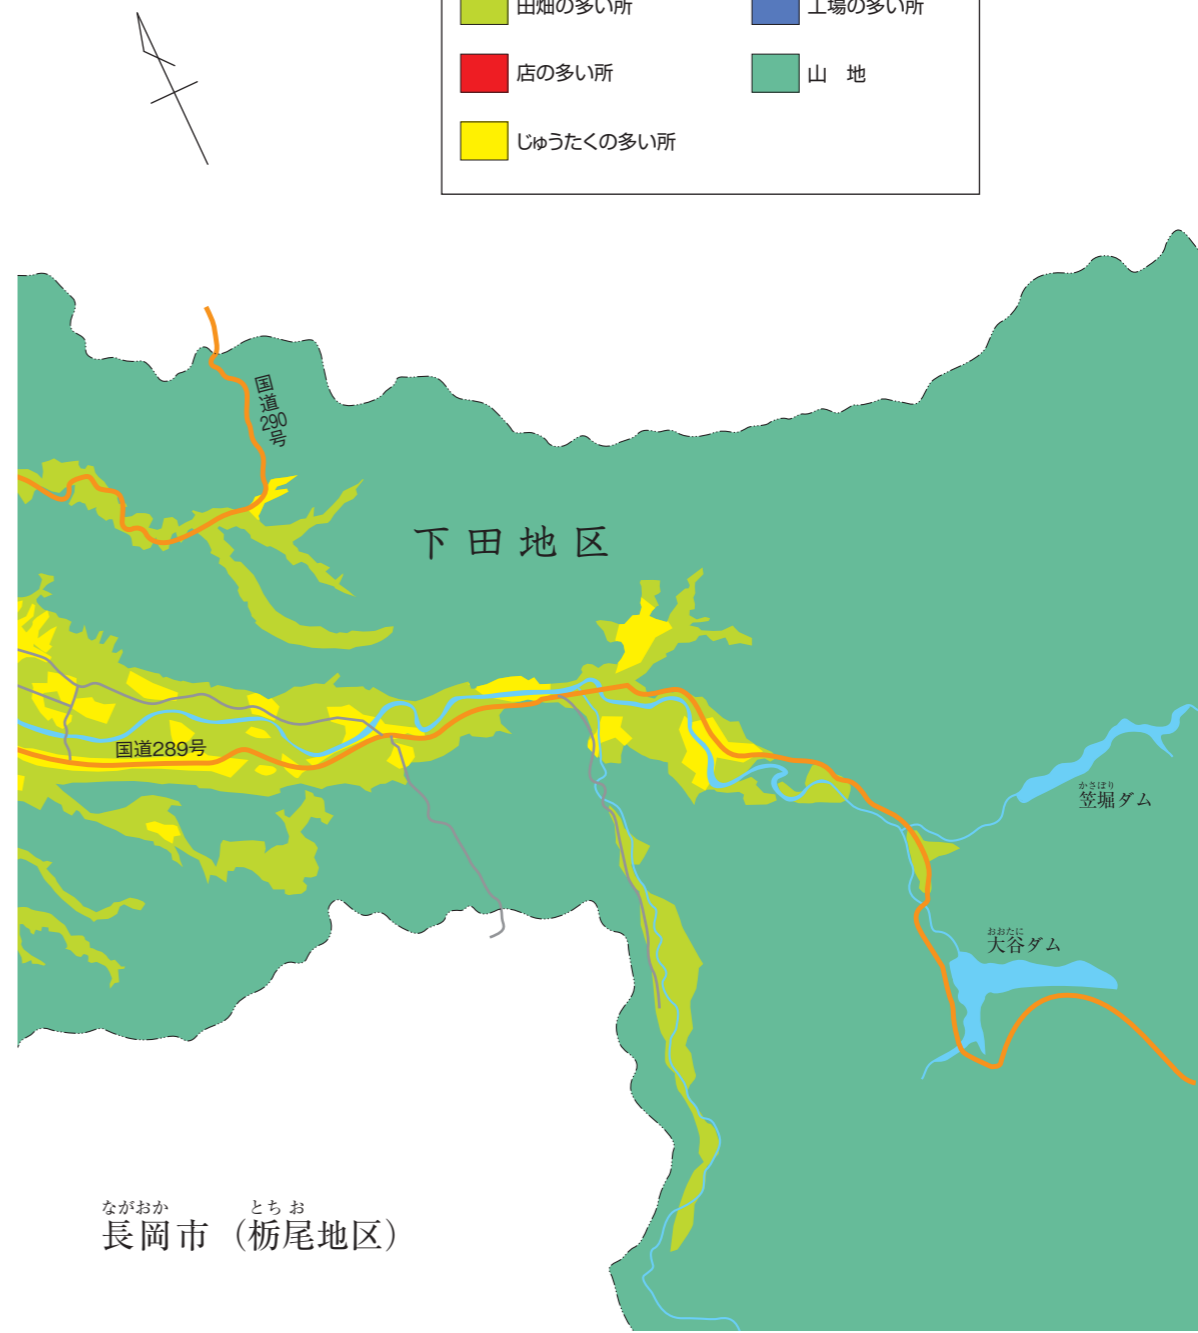 田畑の多い所
工場の多い所
店の多い所
山 地
じゅうたくの多い所
国道290号
下田地区
国道289号
かさぼり
笠堀ダム
おおたに
大谷ダム
ながおか とちお
長岡市(栃尾地区)